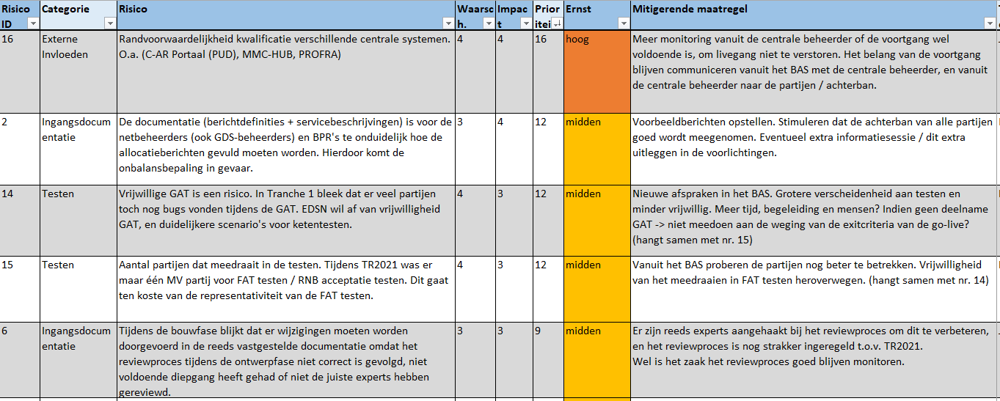 Risico ID Categorie Risico Waarsch. Impact Prioritei Ernst Mitigerende maatregel
16
Externe
Invloeden
Randvoorwaardelijkheid kwalificatie verschillende centrale systemen.
O.a. (C-AR Portaal (PUD), MMC-HUB, PROFRA)
4
4
16
hoog
Meer monitoring vanuit de centrale beheerder of de voortgang wel
voldoende is, om livegang niet te verstoren. Het belang van de voortgang
blijven communiceren vanuit het BAS met de centrale beheerder, en vanuit
de centrale beheerder naar de partijen / achterban.
2
Ingangsdocum
entatie
De documentatie (berichtdefinities + servicebeschrijvingen) is voor de
netbeheerders (ook GDS-beheerders) en BPR's te onduidelijk hoe de
allocatieberichten gevuld moeten worden. Hierdoor komt de
onbalansbepaling in gevaar.
3
4
12
midden
Voorbeeldberichten opstellen. Stimuleren dat de achterban van alle partijen
goed wordt meegenomen. Eventueel extra informatiesessie / dit extra
uitleggen in de voorlichtingen.
14
Testen
Vrijwillige GAT is een risico. In Tranche 1 bleek dat er veel partijen
toch nog bugs vonden tijdens de GAT. EDSN wil af van vrijwilligheid
GAT, en duidelijkere scenario's voor ketentesten.
4
3
12
midden
Nieuwe afspraken in het BAS. Grotere verscheidenheid aan testen en
minder vrijwillig. Meer tijd, begeleiding en mensen? Indien geen deelname
GAT -> niet meedoen aan de weging van de exitcriteria van de go-live?
(hangt samen met nr. 15)
15
Testen
Aantal partijen dat meedraait in de testen. Tijdens TR2021 was er
maar één MV partij voor FAT testen / RNB acceptatie testen. Dit gaat
ten koste van de representativiteit van de FAT testen.
4
3
12
midden
Vanuit het BAS proberen de partijen nog beter te betrekken. Vrijwilligheid
van het meedraaien in FAT testen heroverwegen. (hangt samen met nr. 14)
6
Ingangsdocum
entatie
Tijdens de bouwfase blijkt dat er wijzigingen moeten worden
doorgevoerd in de reeds vastgestelde documentatie omdat het
reviewproces tijdens de ontwerpfase niet correct is gevolgd, niet
voldoende diepgang heeft gehad of niet de juiste experts hebben
gereviewd.
3
3
9
midden
Er zijn reeds experts aangehaakt bij het reviewproces om dit te verbeteren,
en het reviewproces is nog strakker ingeregeld t.o.v. TR2021.
Wel is het zaak het reviewproces goed blijven monitoren.